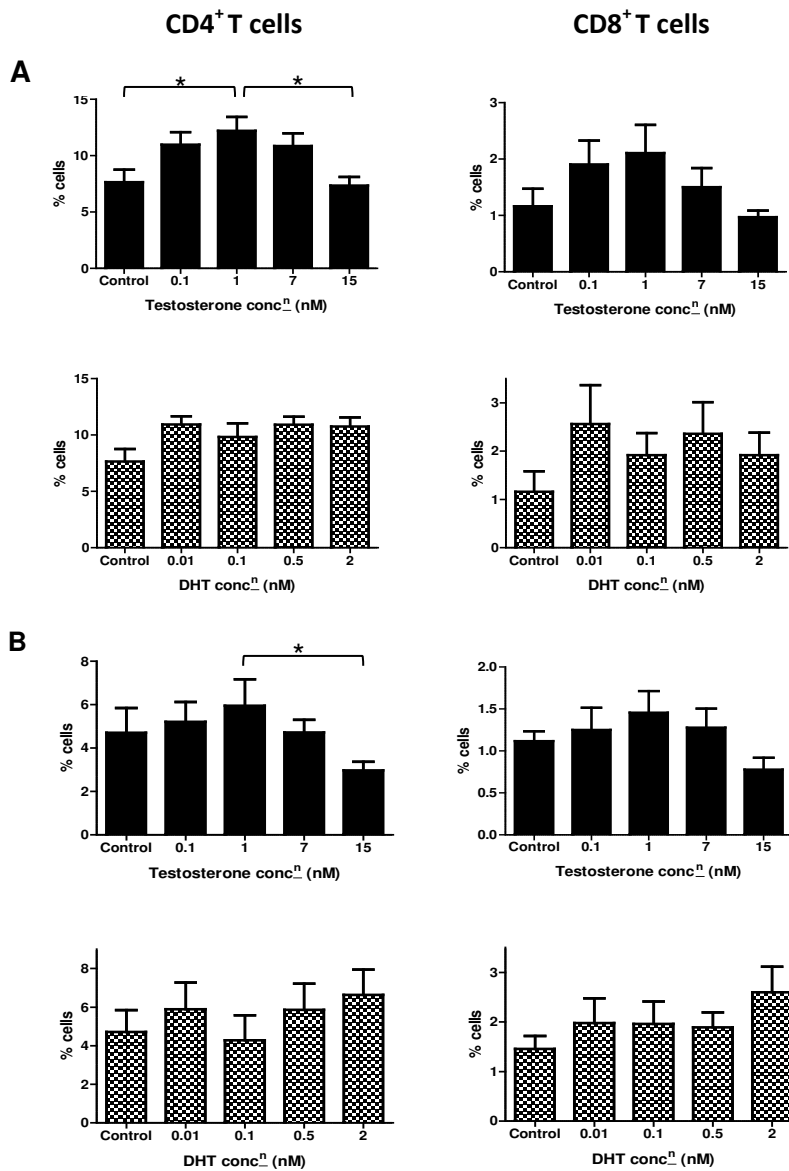 CD4+ T cells
CD8+ T cells
A
* *
15
10
5
0
% cells
Control 0.1 1 7 15
Testosterone concn (nM)
3
2
1
0
% cells
Control 0.1 1 7 15
Testosterone concn (nM)
15
10
5
0
% cells
Control 0.01 0.1 0.5 2
DHT concn (nM)
3
2
1
0
% cells
Control 0.01 0.1 0.5 2
DHT concn (nM)
B
*
8
6
4
2
0
% cells
Control 0.1 1 7 15
Testosterone concn (nM)
2.0
1.5
1.0
0.5
0.0
% cells
Control 0.1 1 7 15
Testosterone concn (nM)
8
6
4
2
0
% cells
Control 0.01 0.1 0.5 2
DHT concn (nM)
3
2
1
0
% cells
Control 0.01 0.1 0.5 2
DHT concn (nM)